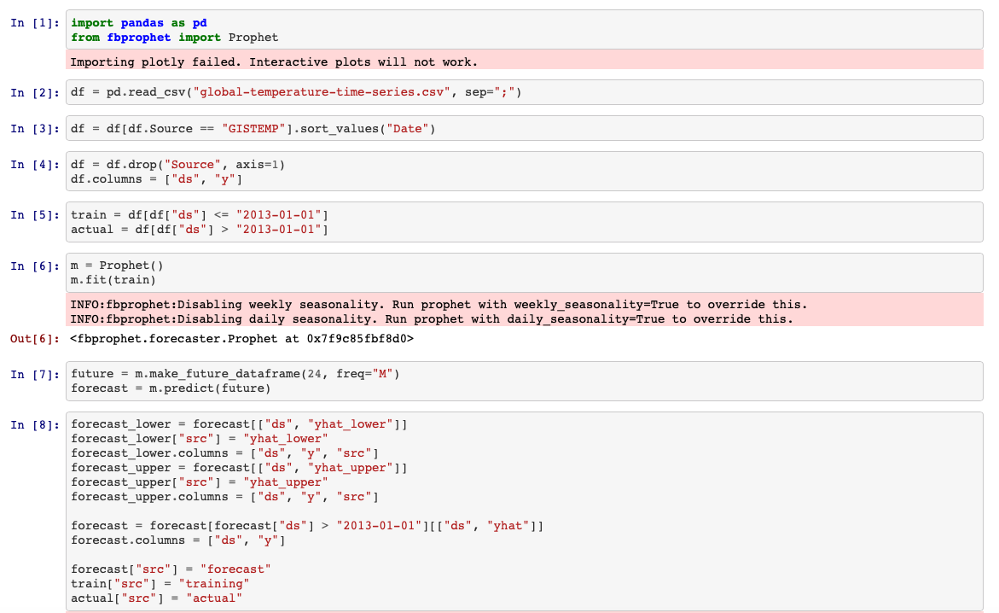 In [1]: import pandas as pd
from fbprophet import Prophet
Importing plotly failed. Interactive plots will not work.
In [2]: df = pd.read_csv("global-temperature-time-series.csv", sep=";")
In [3]: df = df[df.Source == "GISTEMP"].sort_values("Date")
In [4]: df = df.drop("Source", axis=1)
df.columns = ["ds", "y"]
In [5]: train = df[df["ds"] <= "2013-01-01"]
actual = df[df["ds"] > "2013-01-01"]
In [6]: m = Prophet()
m.fit(train)
INFO:fbprophet:Disabling weekly seasonality. Run prophet with weekly_seasonality=True to override this.
INFO:fbprophet:Disabling daily seasonality. Run prophet with daily_seasonality=True to override this.
Out[6]: <fbprophet.forecaster.Prophet at 0x7f9c85fbf8d0>
In [7]: future = m.make_future_dataframe(24, freq="M")
forecast = m.predict(future)
In [8]: forecast_lower = forecast[["ds", "yhat_lower"]]
forecast_lower["src"] = "yhat_lower"
forecast_lower.columns = ["ds", "y", "src"]
forecast_upper = forecast[["ds", "yhat_upper"]]
forecast_upper["src"] = "yhat_upper"
forecast_upper.columns = ["ds", "y", "src"]
forecast = forecast[forecast["ds"] > "2013-01-01"][["ds", "yhat"]]
forecast.columns = ["ds", "y"]
forecast["src"] = "forecast"
train["src"] = "training"
actual["src"] = "actual"